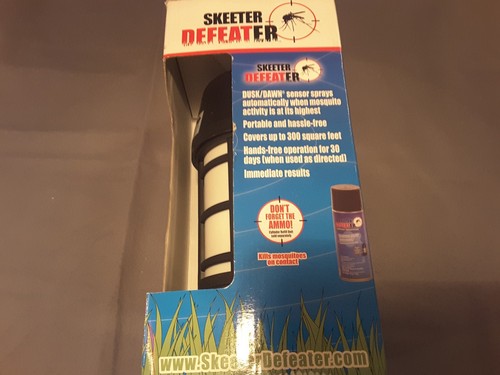 SKEETER
DEFEATER
SKEETER
DEFEATER
DUSK/DAWN* sensor sprays
automatically when mosquito
activity is at its highest
Portable and hassle-free
Covers up to 300 square feet
Hands-free operation for 30
days (when used as directed)
Immediate results
DON'T
FORGET THE
AMMO!
Kills mosquitoes
on contact
www.SkeeterDefeater.com